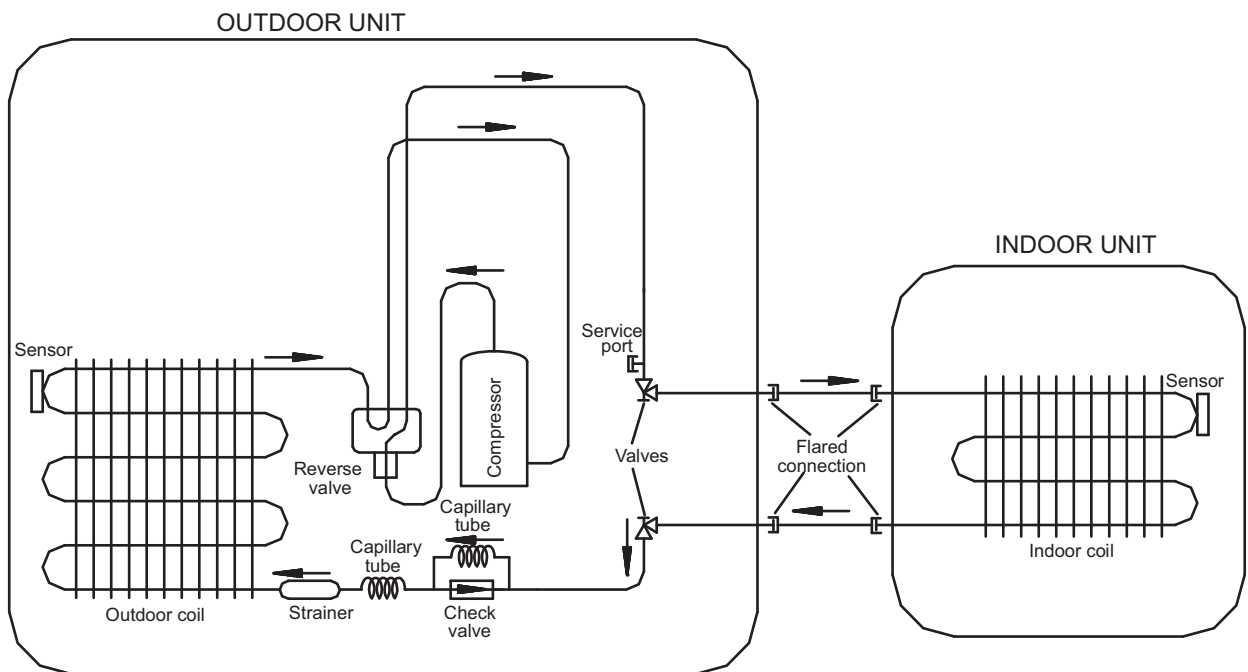 OUTDOOR UNIT
INDOOR UNIT
Service
port
Sensor
Sensor
Compressor
Reverse
valve
Valves
Flared
connection
Capillary
tube
Capillary
tube
Indoor coil
Outdoor coil
Strainer
Check
valve